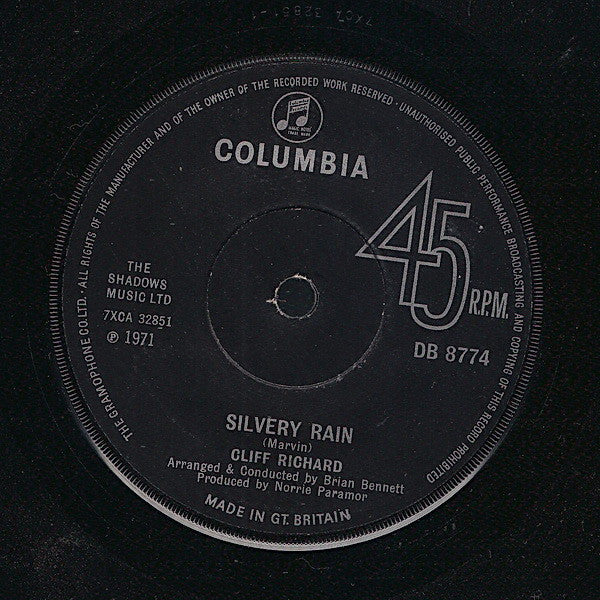 THE GRAMOPHONE CO. LTD. · ALL RIGHTS OF THE MANUFACTURER AND OF THE OWNER OF THE RECORDED WORK RESERVED · UNAUTHORISED PUBLIC PERFORMANCE BROADCASTING AND COPYING OF THIS RECORD PROHIBITED
COLUMBIA
45
R.P.M.
THE
SHADOWS
MUSIC LTD
7XCA 32851
℗ 1971
DB 8774
SILVERY RAIN
(Marvin)
CLIFF RICHARD
Arranged & Conducted by Brian Bennett
Produced by Norrie Paramor
MADE IN GT. BRITAIN